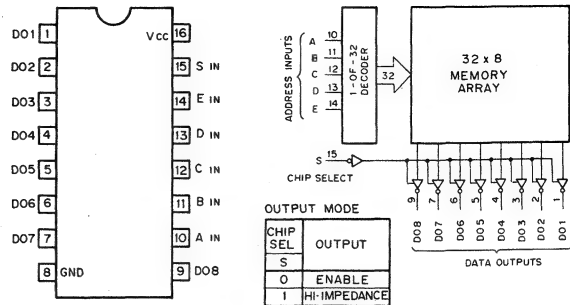 DO1 1 Vcc 16
DO2 2 15 S IN
DO3 3 14 E IN
DO4 4 13 D IN
DO5 5 12 C IN
DO6 6 11 B IN
DO7 7 10 A IN
8 GND 9 DO8
ADDRESS INPUTS
A 10
B 11
C 12
D 13
E 14
1-OF-32 DECODER
32
32 x 8
MEMORY
ARRAY
S 15
CHIP SELECT
9 7 6 5 4 3 2 1
DO8 DO7 DO6 DO5 DO4 DO3 DO2 DO1
DATA OUTPUTS
OUTPUT MODE
CHIP SEL OUTPUT
S
0 ENABLE
1 HI-IMPEDANCE